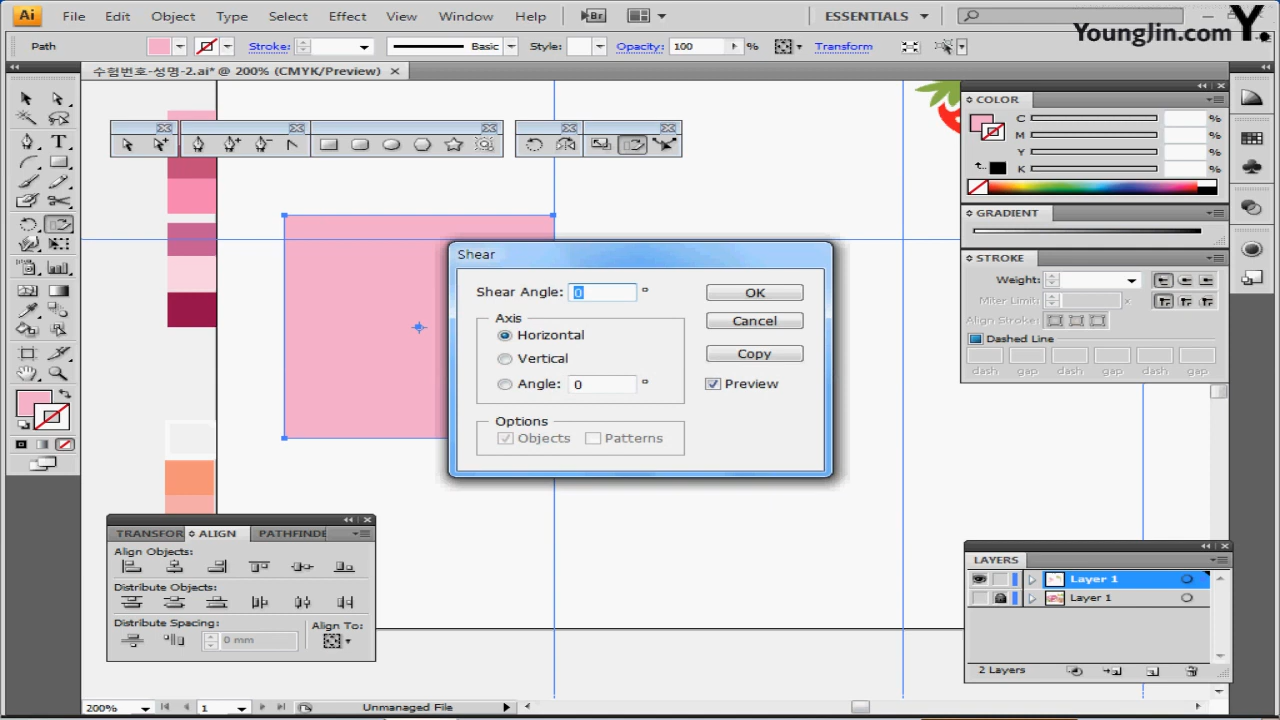 Ai File Edit Object Type Select Effect View Window Help Br ESSENTIALS
YoungJin.com Y.
Path Stroke: Basic Style: Opacity: 100 % Transform
수험번호-성명-2.ai* @ 200% (CMYK/Preview)
COLOR
C %
M %
Y %
K %
GRADIENT
STROKE
Weight:
Miter Limit: x
Align Stroke:
Dashed Line
dash gap dash gap dash gap
Shear
Shear Angle: 0 °
Axis
Horizontal
Vertical
Angle: 0 °
Options
Objects Patterns
OK
Cancel
Copy
Preview
TRANSFOR ALIGN PATHFINDE
Align Objects:
Distribute Objects:
Distribute Spacing: Align To:
0 mm
LAYERS
Layer 1
Layer 1
2 Layers
200% 1 Unmanaged File